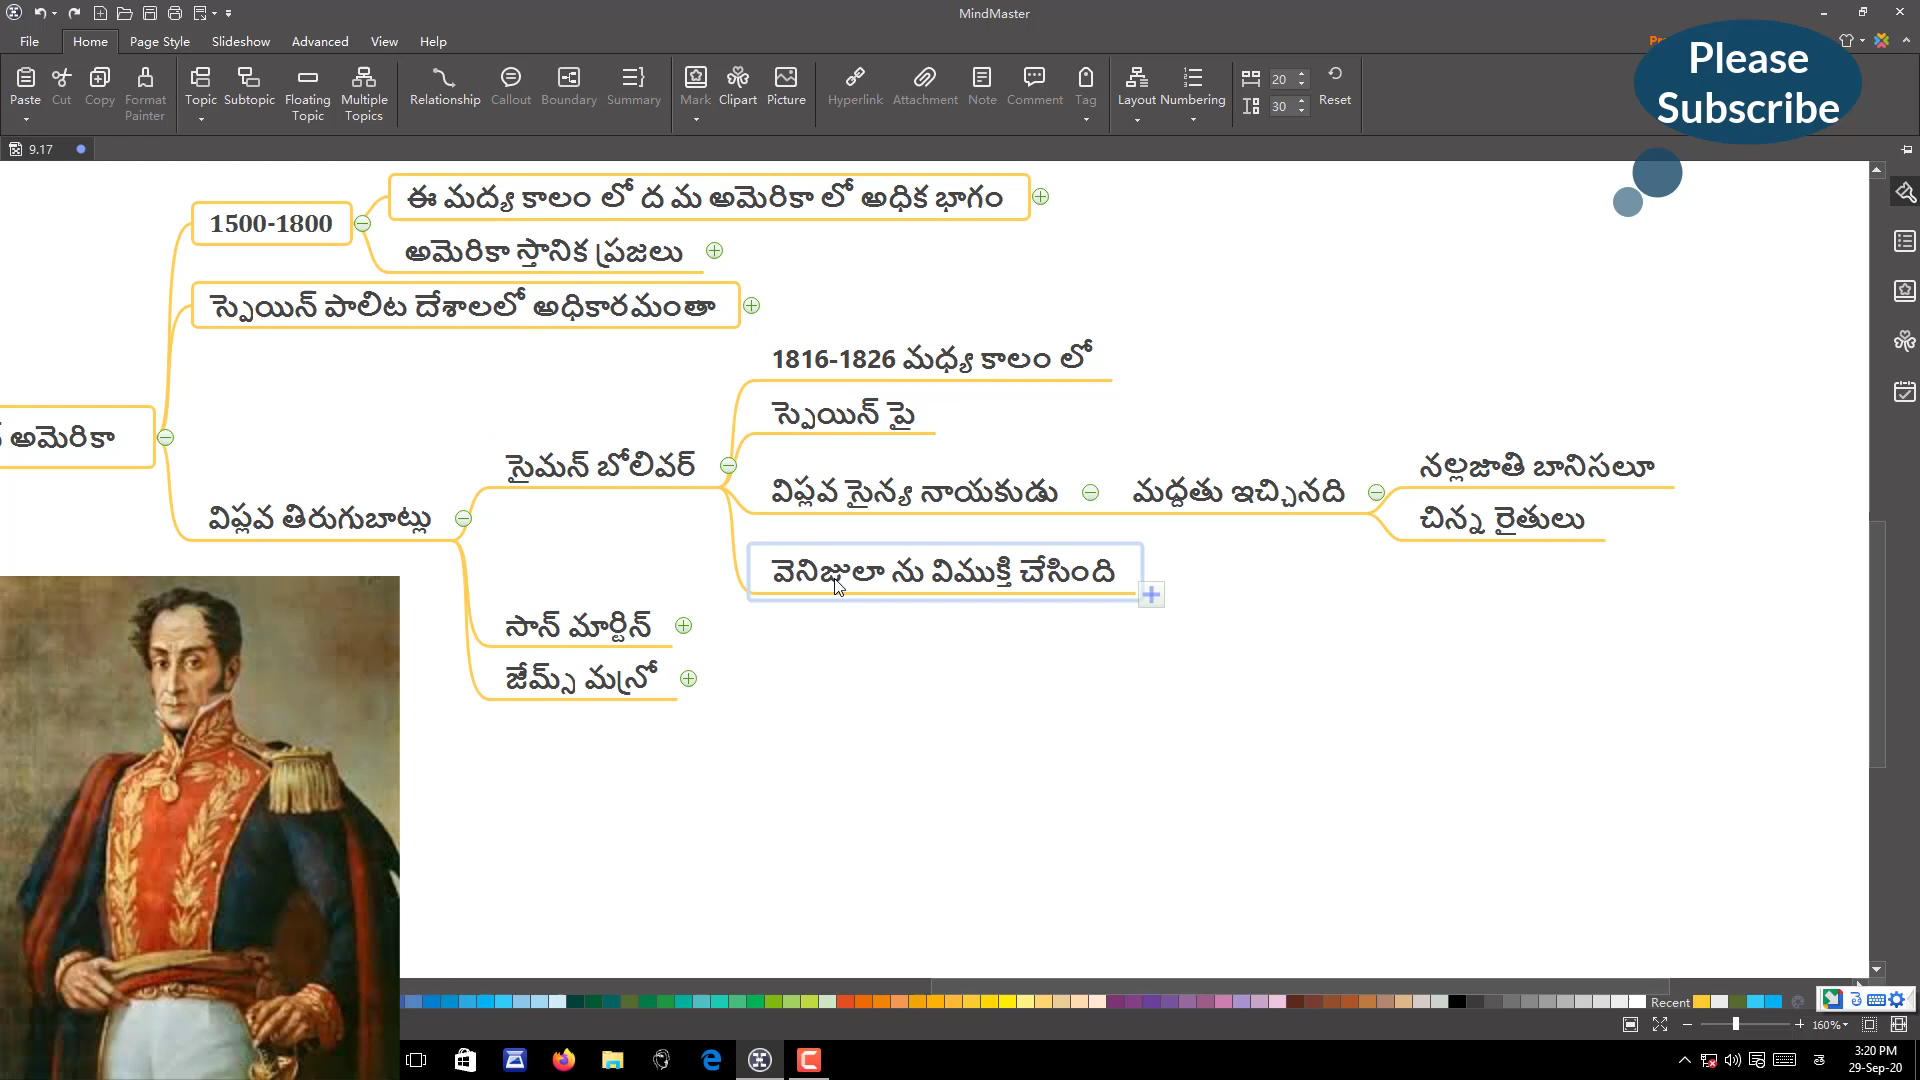 MindMaster
File Home Page Style Slideshow Advanced View Help
Please
Subscribe
Paste Cut Copy Format Painter Topic Subtopic Floating Topic Multiple Topics Relationship Callout Boundary Summary Mark Clipart Picture Hyperlink Attachment Note Comment Tag Layout Numbering 20 30 Reset
9.17
1500-1800
ఈ మద్య కాలం లో ద మ అమెరికా లో అధిక భాగం
అమెరికా స్తానిక ప్రజలు
స్పెయిన్ పాలిట దేశాలలో అధికారమంతా
అమెరికా
విప్లవ తిరుగుబాట్లు
సైమన్ బోలివర్
1816-1826 మధ్య కాలం లో
స్పెయిన్ పై
విప్లవ సైన్య నాయకుడు
మద్దతు ఇచ్చినది
నల్లజాతి బానిసలూ
చిన్న రైతులు
వెనిజులా ను విముక్తి చేసింది
సాన్ మార్టిన్
జేమ్స్ మన్రో
Recent
160%
3:20 PM
29-Sep-20